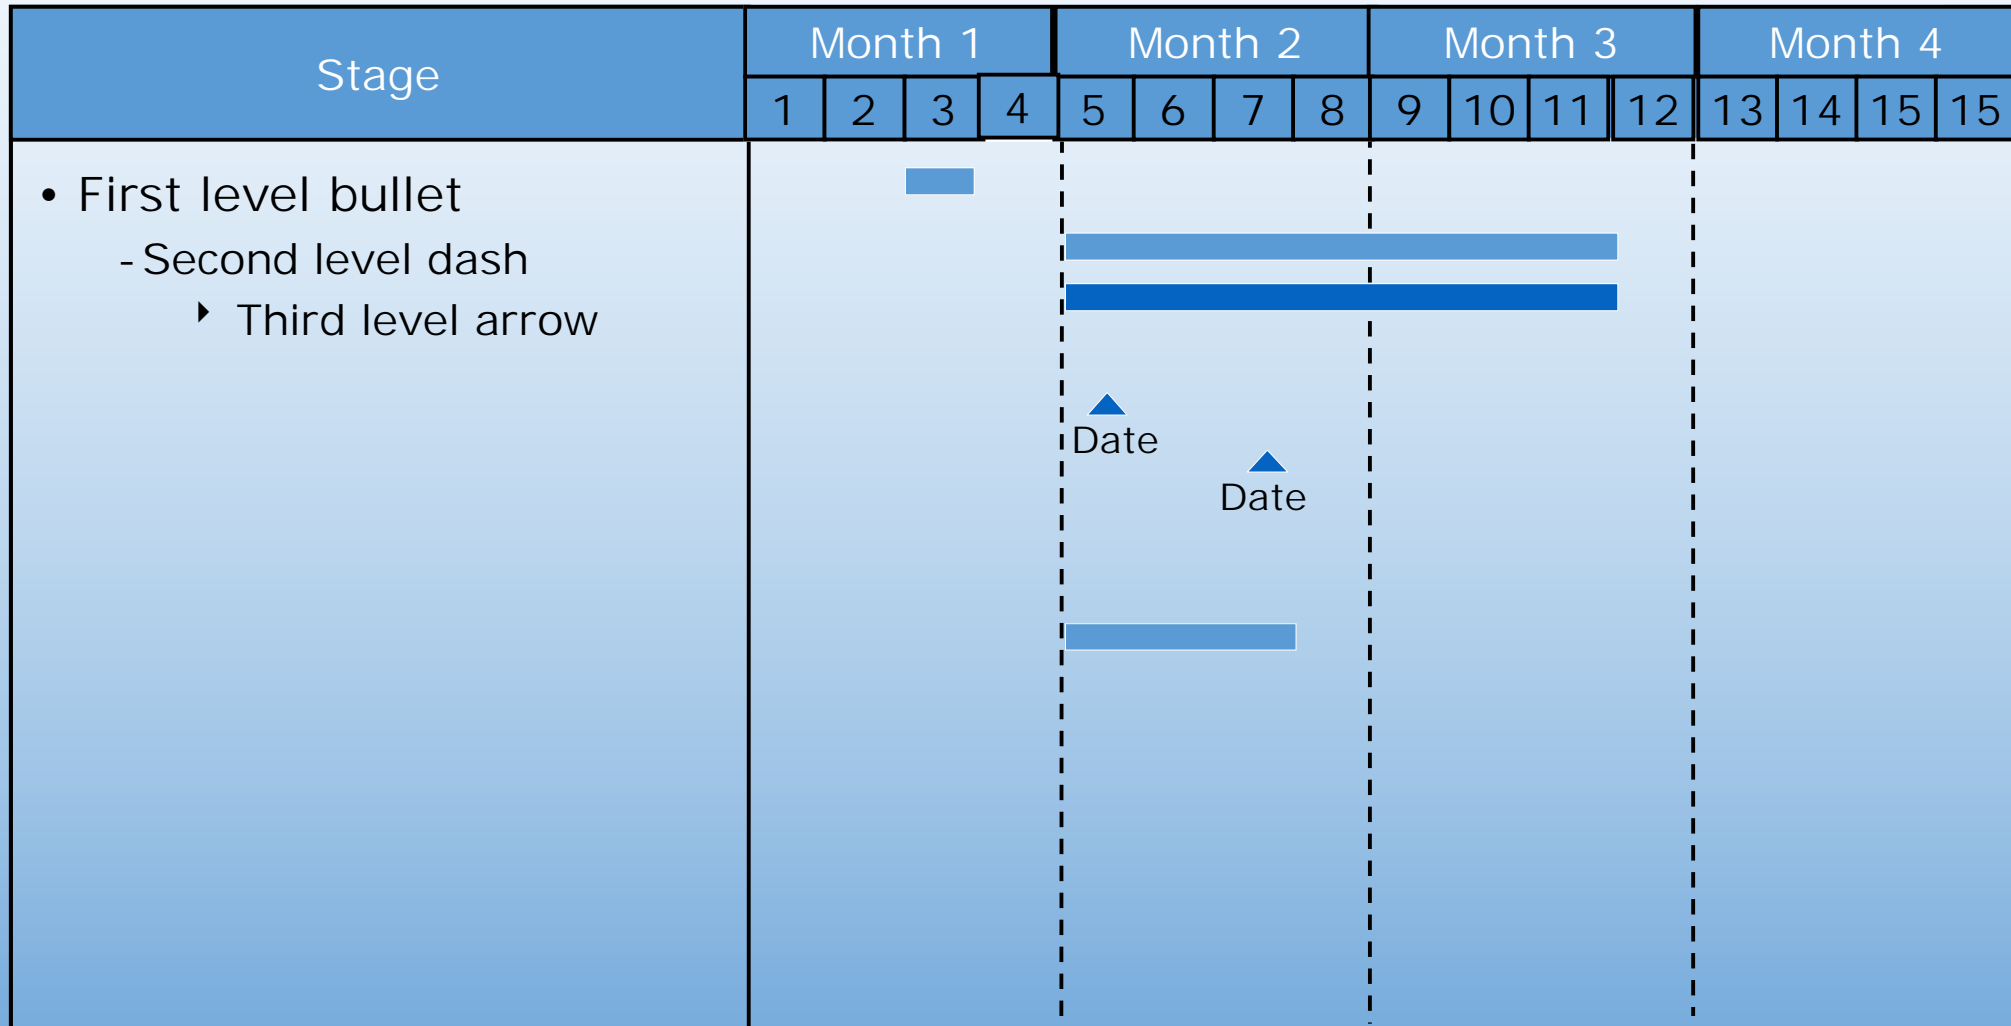 Stage
Month 1 Month 2 Month 3 Month 4
1 2 3 4 5 6 7 8 9 10 11 12 13 14 15 15
• First level bullet
- Second level dash
‣ Third level arrow
Date
Date